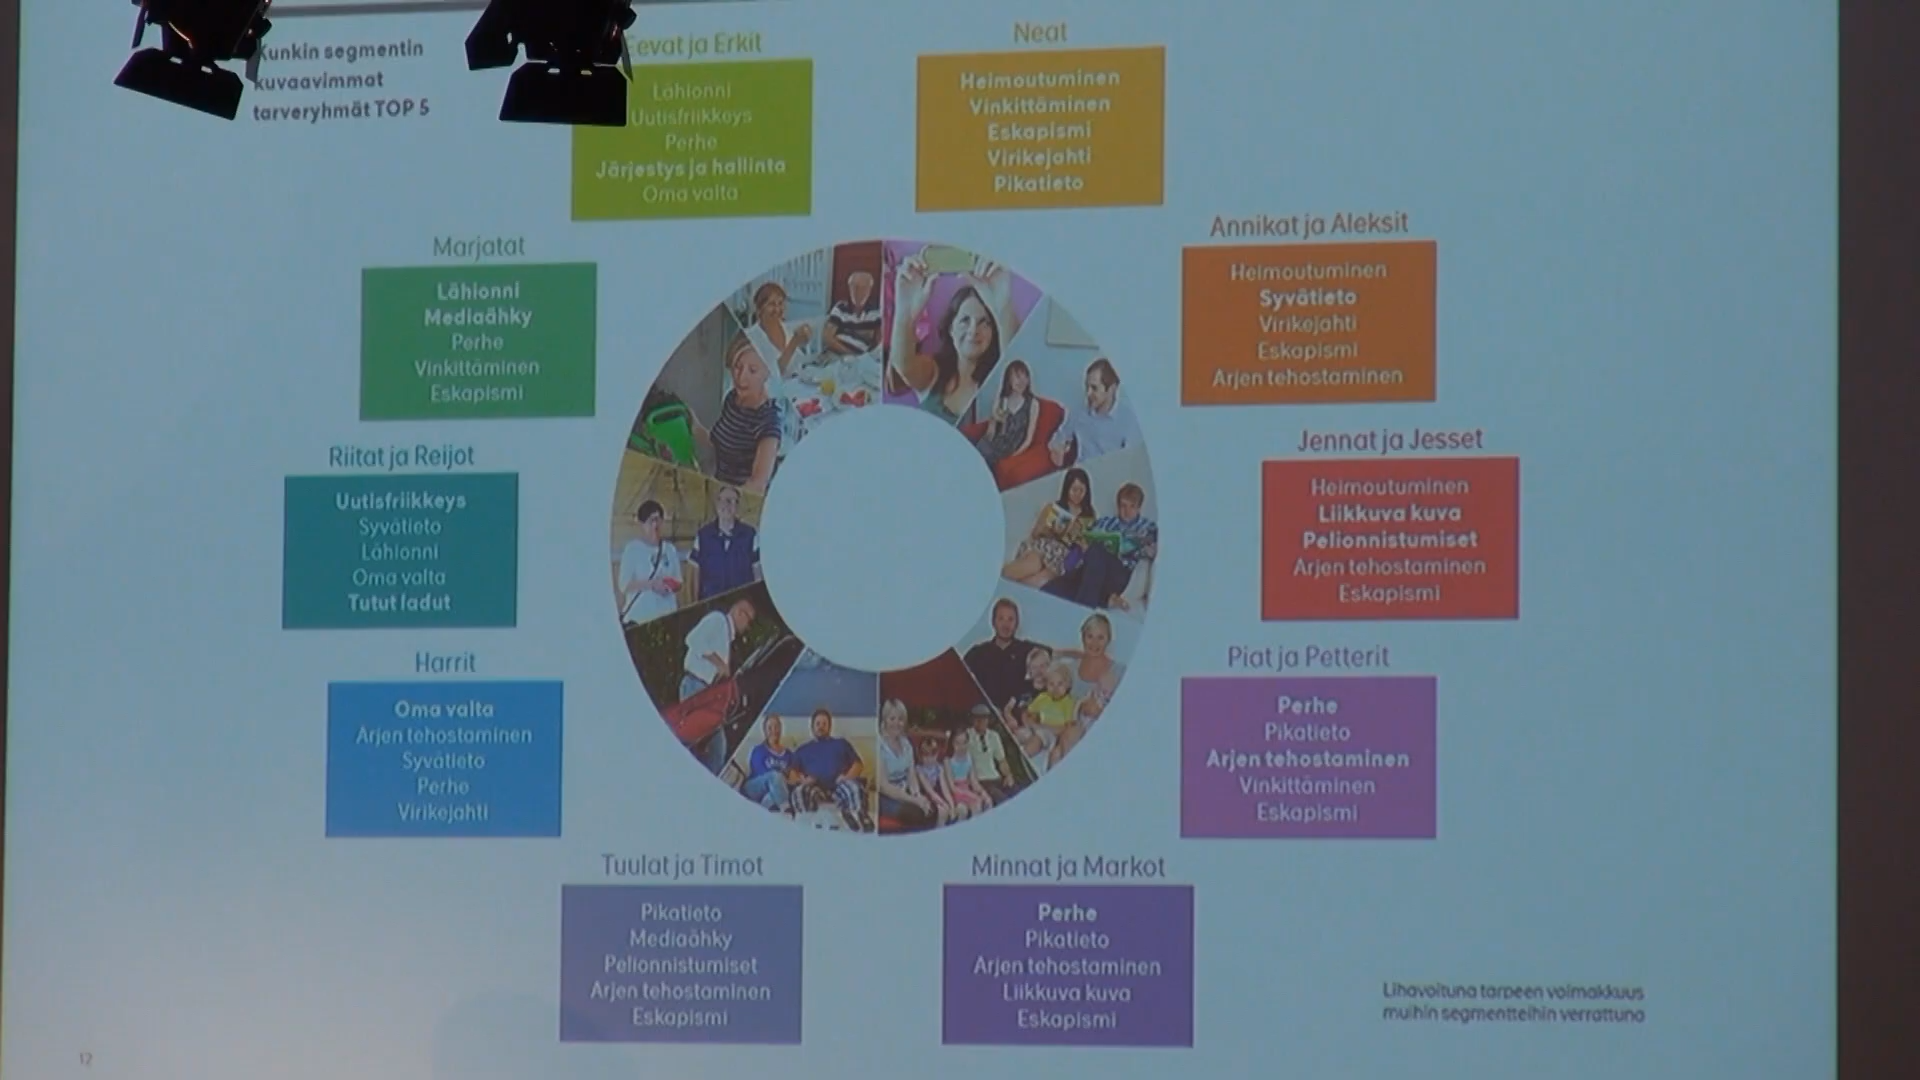 Kunkin segmentin
kuvaavimmat
tarveryhmät TOP 5
Eevat ja Erkit
Lähionni
Uutisfriikkeys
Perhe
Järjestys ja hallinta
Oma valta
Neat
Heimoutuminen
Vinkittäminen
Eskapismi
Virikejahti
Pikatieto
Annikat ja Aleksit
Heimoutuminen
Syvätieto
Virikejahti
Eskapismi
Arjen tehostaminen
Jennat ja Jesset
Heimoutuminen
Liikkuva kuva
Pelionnistumiset
Arjen tehostaminen
Eskapismi
Piat ja Petterit
Perhe
Pikatieto
Arjen tehostaminen
Vinkittäminen
Eskapismi
Minnat ja Markot
Perhe
Pikatieto
Arjen tehostaminen
Liikkuva kuva
Eskapismi
Tuulat ja Timot
Pikatieto
Mediaähky
Pelionnistumiset
Arjen tehostaminen
Eskapismi
Harrit
Oma valta
Arjen tehostaminen
Syvätieto
Perhe
Virikejahti
Riitat ja Reijot
Uutisfriikkeys
Syvätieto
Lähionni
Oma valta
Tutut ladut
Marjatat
Lähionni
Mediaähky
Perhe
Vinkittäminen
Eskapismi
Lihavoituna tarpeen voimakkuus
muihin segmentteihin verrattuna
12